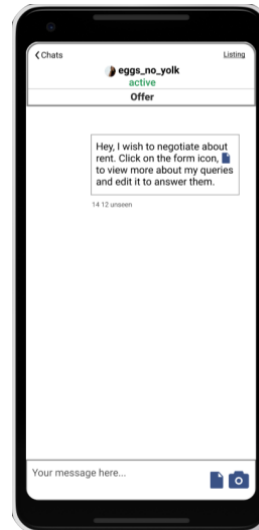 Chats
Listing
eggs_no_yolk
active
Offer
Hey, I wish to negotiate about
rent. Click on the form icon,
to view more about my queries
and edit it to answer them.
14 12 unseen
Your message here...